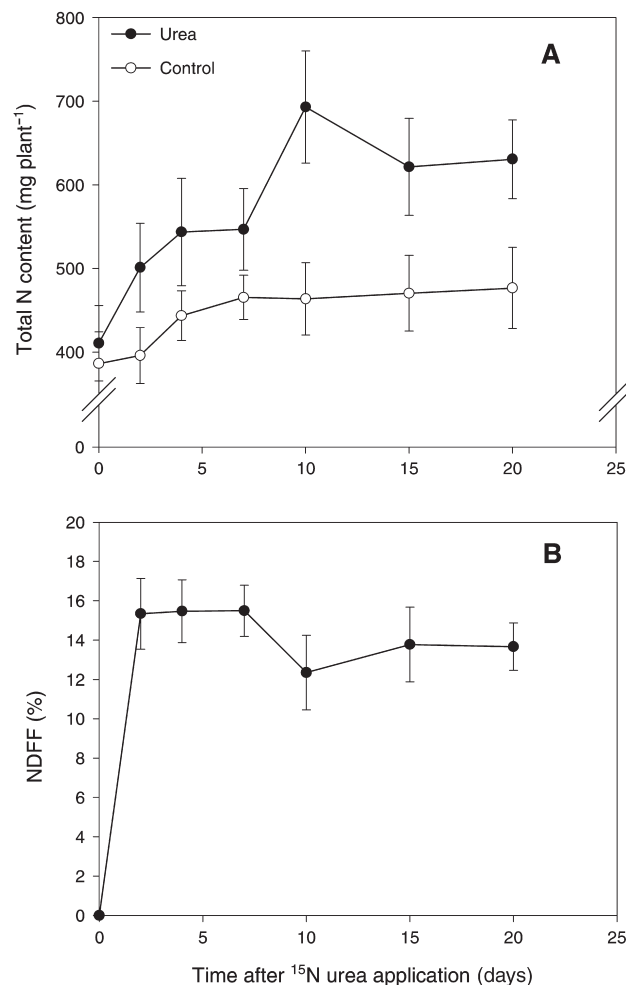 800
Urea
A
Control
700
600
500
400
0
Total N content (mg plant⁻¹)
0 5 10 15 20 25
20
B
18
16
14
12
10
8
6
4
2
0
NDFF (%)
0 5 10 15 20 25
Time after ¹⁵N urea application (days)